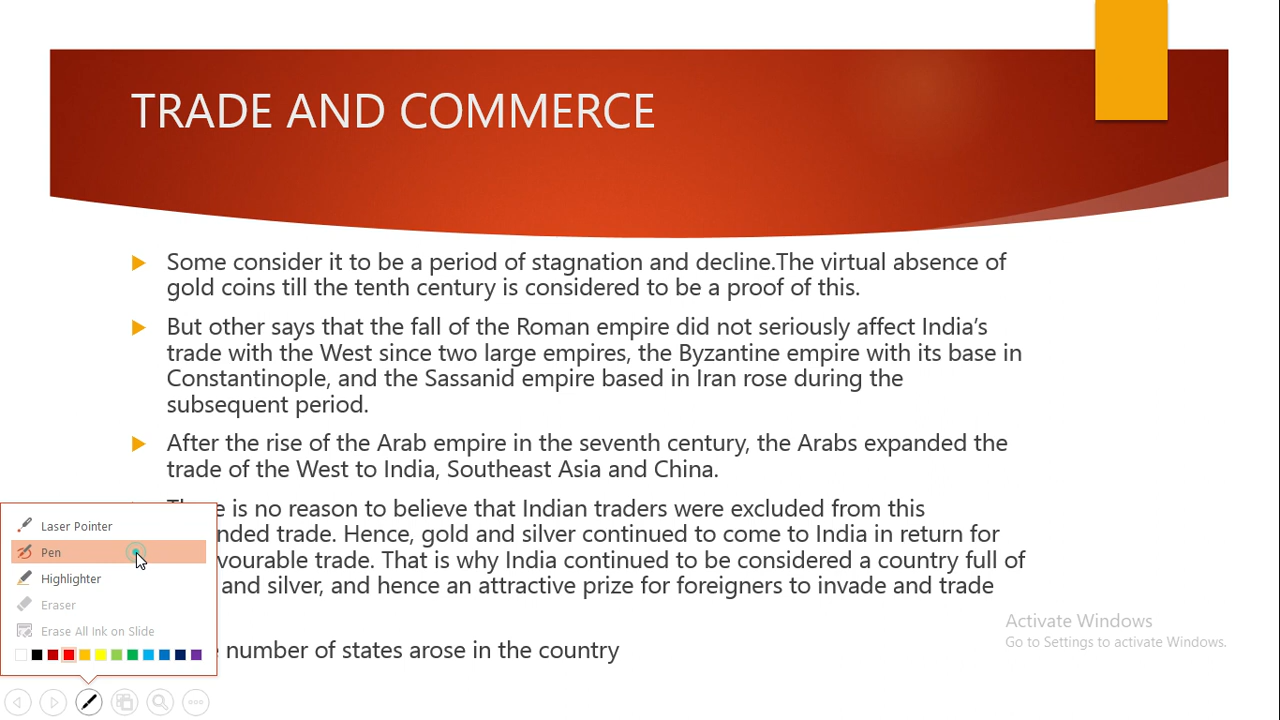 TRADE AND COMMERCE
Some consider it to be a period of stagnation and decline.The virtual absence of
gold coins till the tenth century is considered to be a proof of this.
But other says that the fall of the Roman empire did not seriously affect India's
trade with the West since two large empires, the Byzantine empire with its base in
Constantinople, and the Sassanid empire based in Iran rose during the
subsequent period.
After the rise of the Arab empire in the seventh century, the Arabs expanded the
trade of the West to India, Southeast Asia and China.
is no reason to believe that Indian traders were excluded from this
trade. Hence, gold and silver continued to come to India in return for
trade. That is why India continued to be considered a country full of
and silver, and hence an attractive prize for foreigners to invade and trade
number of states arose in the country
Laser Pointer
Pen
Highlighter
Eraser
Erase All Ink on Slide
Activate Windows
Go to Settings to activate Windows.